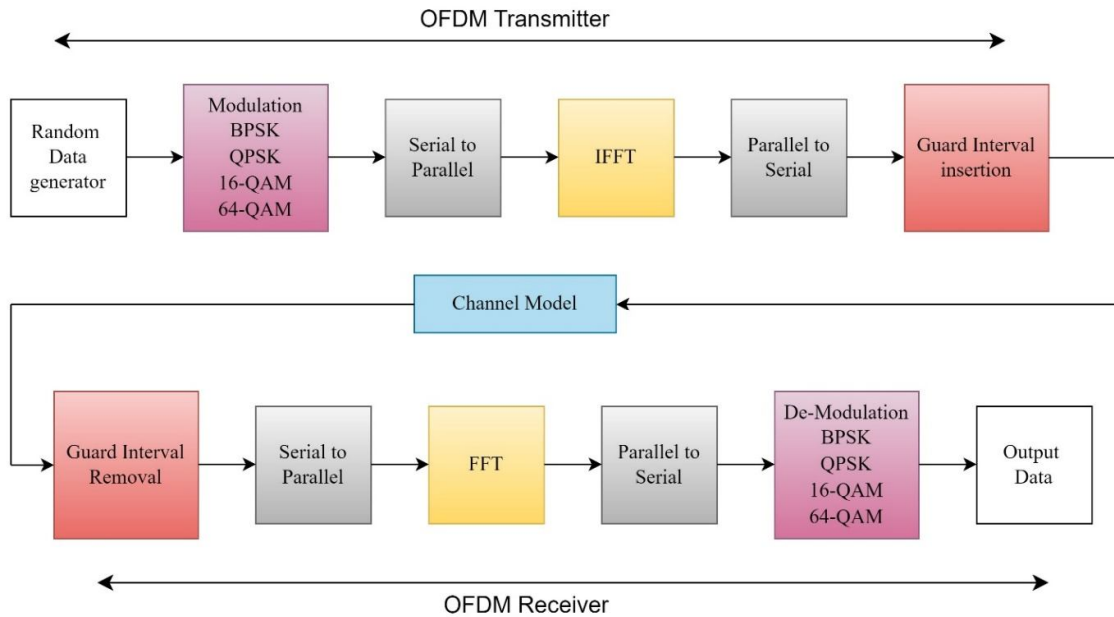 OFDM Transmitter
Random
Data
generator
Modulation
BPSK
QPSK
16-QAM
64-QAM
Serial to
Parallel
IFFT
Parallel to
Serial
Guard Interval
insertion
Channel Model
Guard Interval
Removal
Serial to
Parallel
FFT
Parallel to
Serial
De-Modulation
BPSK
QPSK
16-QAM
64-QAM
Output
Data
OFDM Receiver